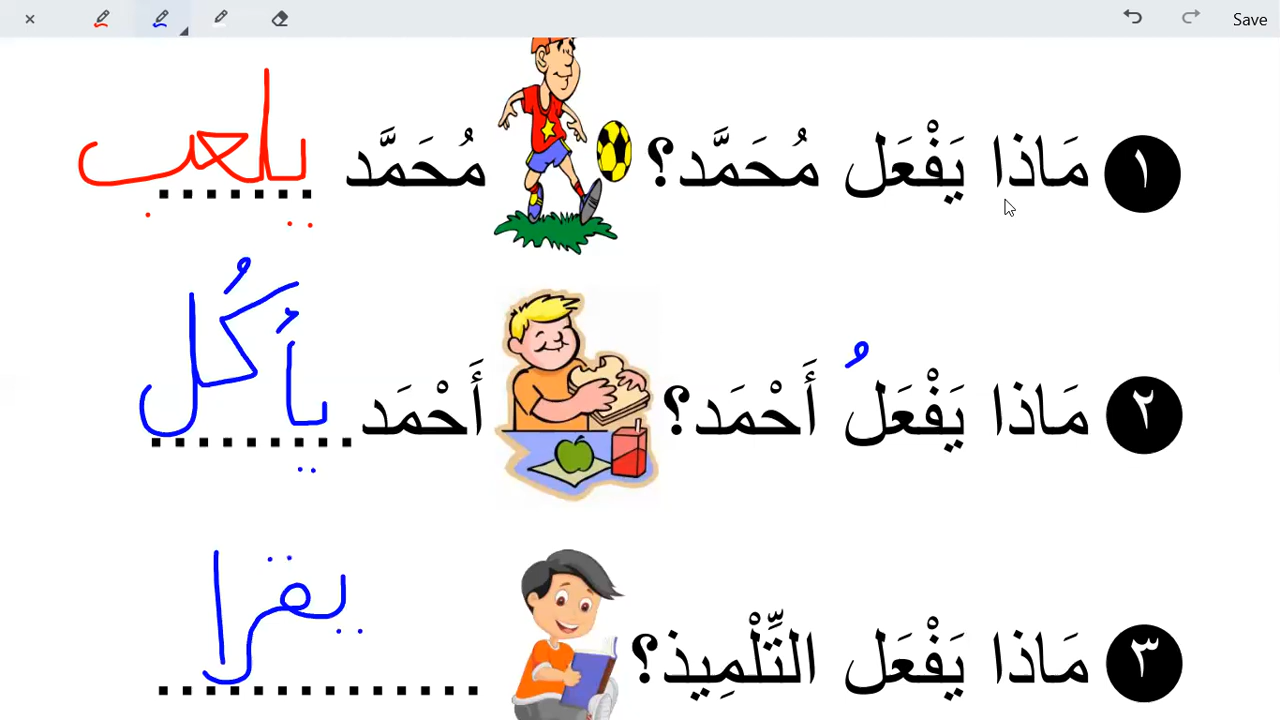 Save
١ مَاذا يَفْعَل مُحَمَّد؟ مُحَمَّد يلعب
٢ مَاذا يَفْعَلُ أَحْمَد؟ أَحْمَد يأكُل
٣ مَاذا يَفْعَل التِّلْمِيذ؟ يقرا